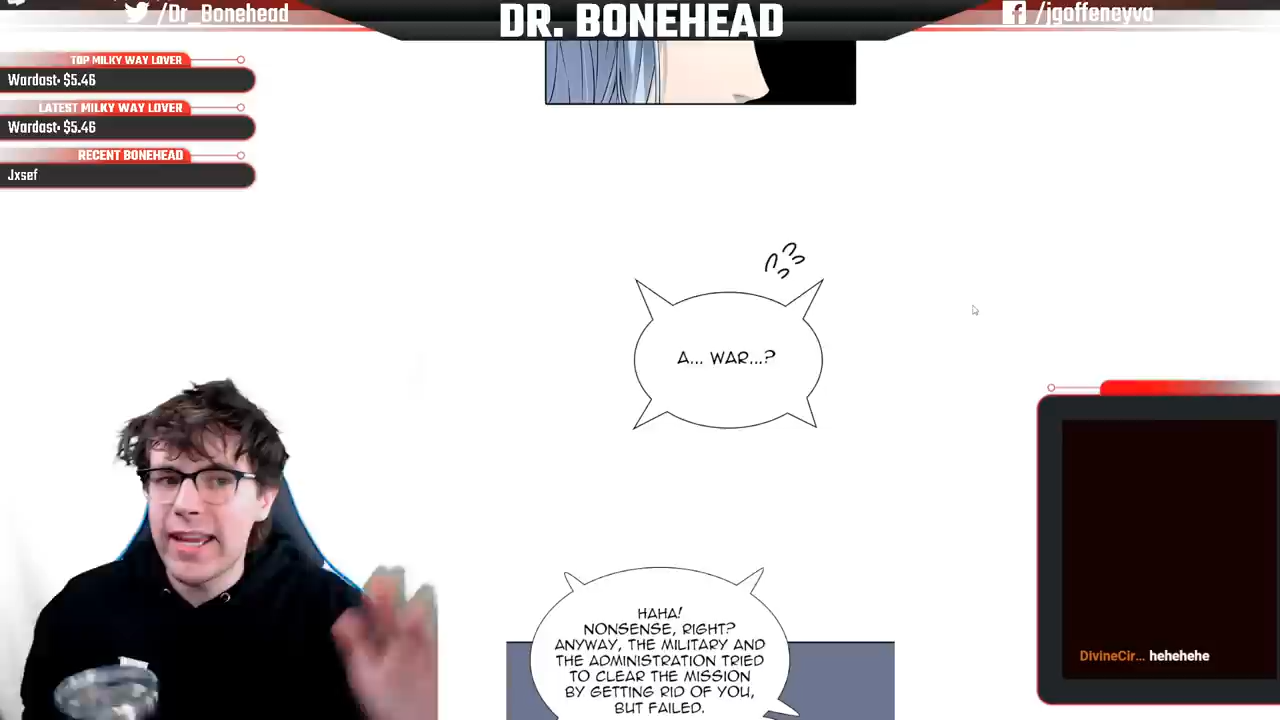 /Dr_Bonehead
DR. BONEHEAD
/jgoffeneyva
TOP MILKY WAY LOVER
Wardast• $5.46
LATEST MILKY WAY LOVER
Wardast• $5.46
RECENT BONEHEAD
Jxsef
A... WAR...?
HAHA!
NONSENSE, RIGHT?
ANYWAY, THE MILITARY AND
THE ADMINISTRATION TRIED
TO CLEAR THE MISSION
BY GETTING RID OF YOU,
BUT FAILED.
DivineCir... hehehehe